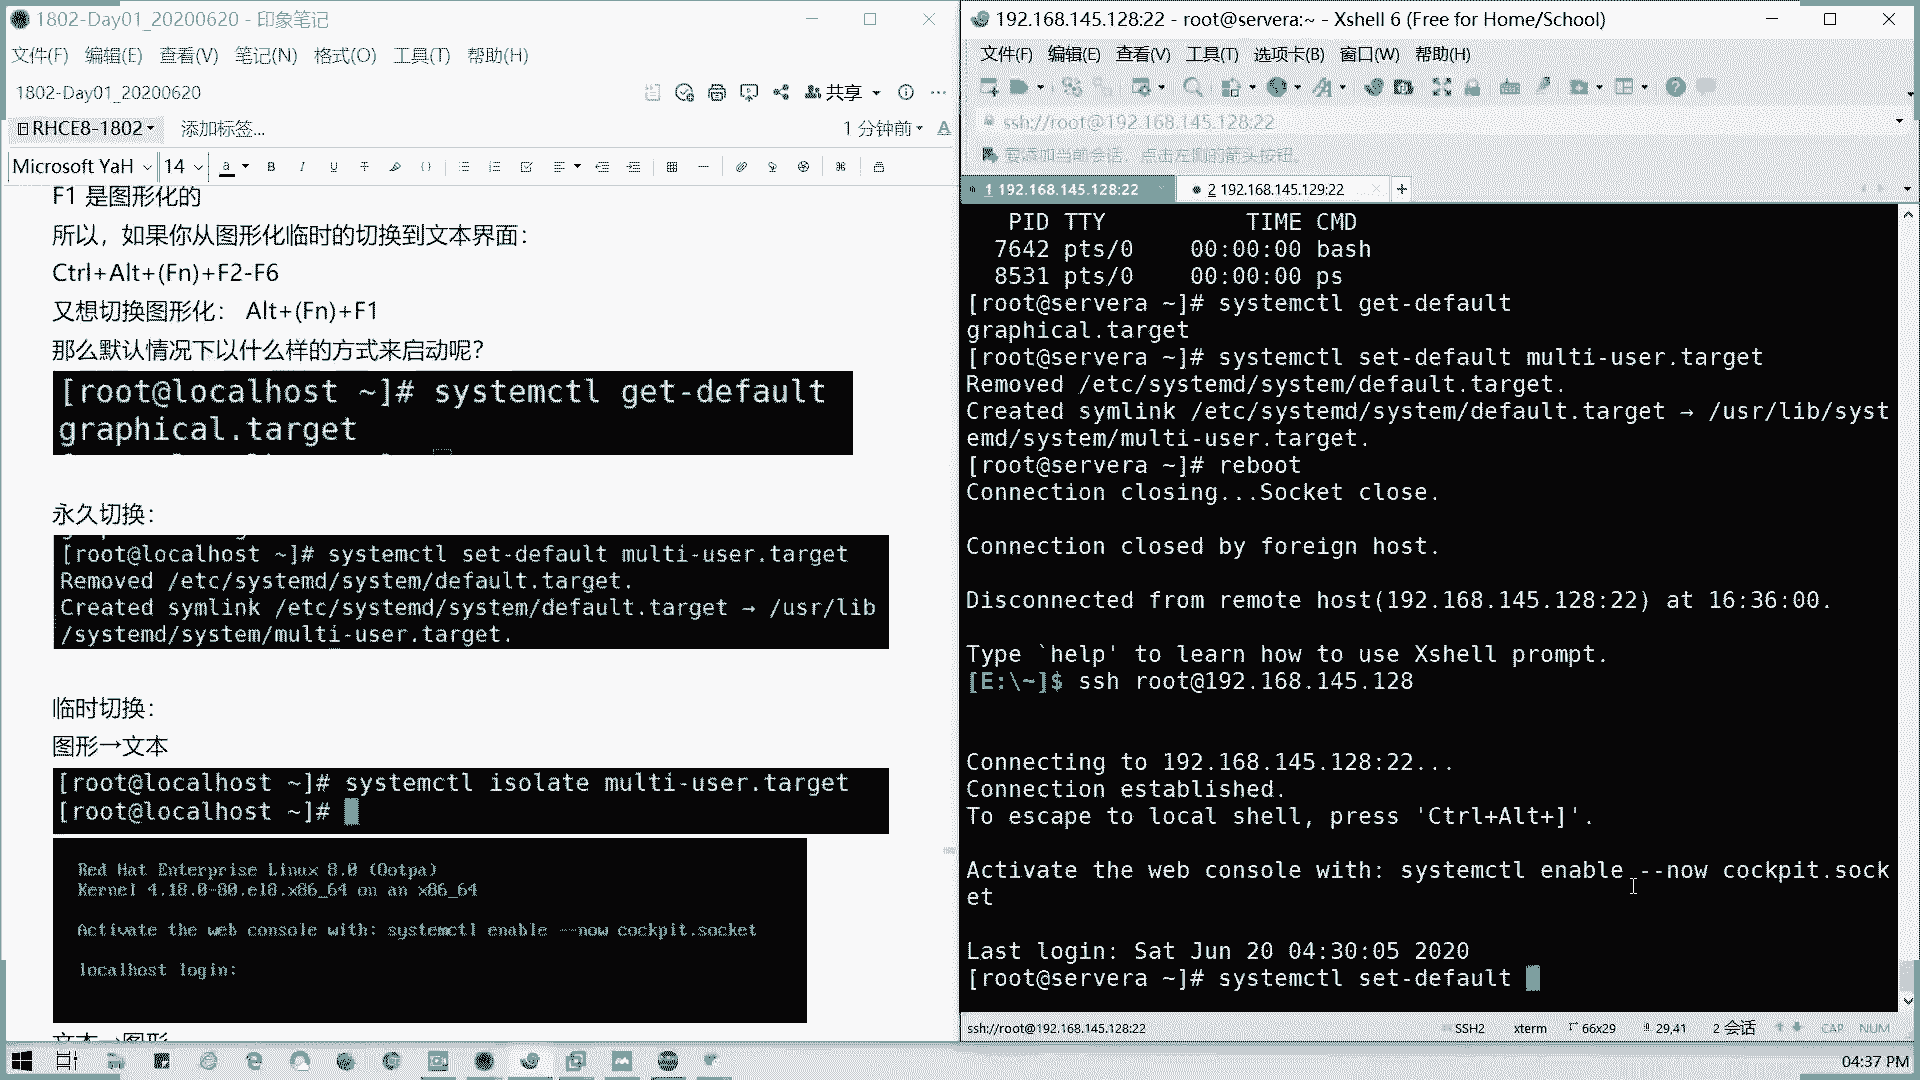 1802-Day01_20200620 - 印象笔记
文件(F) 编辑(E) 查看(V) 笔记(N) 格式(O) 工具(T) 帮助(H)
1802-Day01_20200620
共享
RHCE8-1802 添加标签...
1 分钟前
Microsoft YaH 14
F1 是图形化的
所以，如果你从图形化临时的切换到文本界面：
Ctrl+Alt+(Fn)+F2-F6
又想切换图形化： Alt+(Fn)+F1
那么默认情况下以什么样的方式来启动呢？
[root@localhost ~]# systemctl get-default
graphical.target
永久切换：
[root@localhost ~]# systemctl set-default multi-user.target
Removed /etc/systemd/system/default.target.
Created symlink /etc/systemd/system/default.target → /usr/lib
/systemd/system/multi-user.target.
临时切换：
图形→文本
[root@localhost ~]# systemctl isolate multi-user.target
[root@localhost ~]#
Red Hat Enterprise Linux 8.0 (Ootpa)
Kernel 4.18.0-80.el8.x86_64 on an x86_64
Activate the web console with: systemctl enable --now cockpit.socket
localhost login:
文本→图形
192.168.145.128:22 - root@servera:~ - Xshell 6 (Free for Home/School)
文件(F) 编辑(E) 查看(V) 工具(T) 选项卡(B) 窗口(W) 帮助(H)
ssh://root@192.168.145.128:22
要添加当前会话，点击左侧的箭头按钮。
1 192.168.145.128:22
2 192.168.145.129:22
PID TTY TIME CMD
7642 pts/0 00:00:00 bash
8531 pts/0 00:00:00 ps
[root@servera ~]# systemctl get-default
graphical.target
[root@servera ~]# systemctl set-default multi-user.target
Removed /etc/systemd/system/default.target.
Created symlink /etc/systemd/system/default.target → /usr/lib/syst
emd/system/multi-user.target.
[root@servera ~]# reboot
Connection closing...Socket close.
Connection closed by foreign host.
Disconnected from remote host(192.168.145.128:22) at 16:36:00.
Type `help' to learn how to use Xshell prompt.
[E:\~]$ ssh root@192.168.145.128
Connecting to 192.168.145.128:22...
Connection established.
To escape to local shell, press 'Ctrl+Alt+]'.
Activate the web console with: systemctl enable --now cockpit.sock
et
Last login: Sat Jun 20 04:30:05 2020
[root@servera ~]# systemctl set-default
ssh://root@192.168.145.128:22 SSH2 xterm 66x29 29,41 2 会话 CAP NUM
04:37 PM